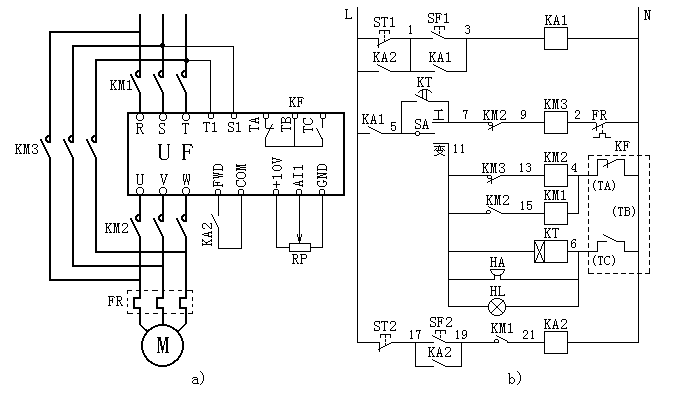 L
N
ST1
1
SF1
3
KA1
KA2
KA1
KM1
KF
R
S
T
T1
S1
TA
TB
TC
KT
工
KA1
5
SA
7
KM2
9
KM3
2
FR
KM3
U F
变
11
KF
U
V
W
FWD
COM
+10V
AI1
GND
KM3
13
KM2
4
(TA)
KM2
15
KM1
(TB)
KM2
KA2
RP
KT
6
(TC)
HA
HL
FR
ST2
17
SF2
19
KM1
21
KA2
KA2
M
a)
b)